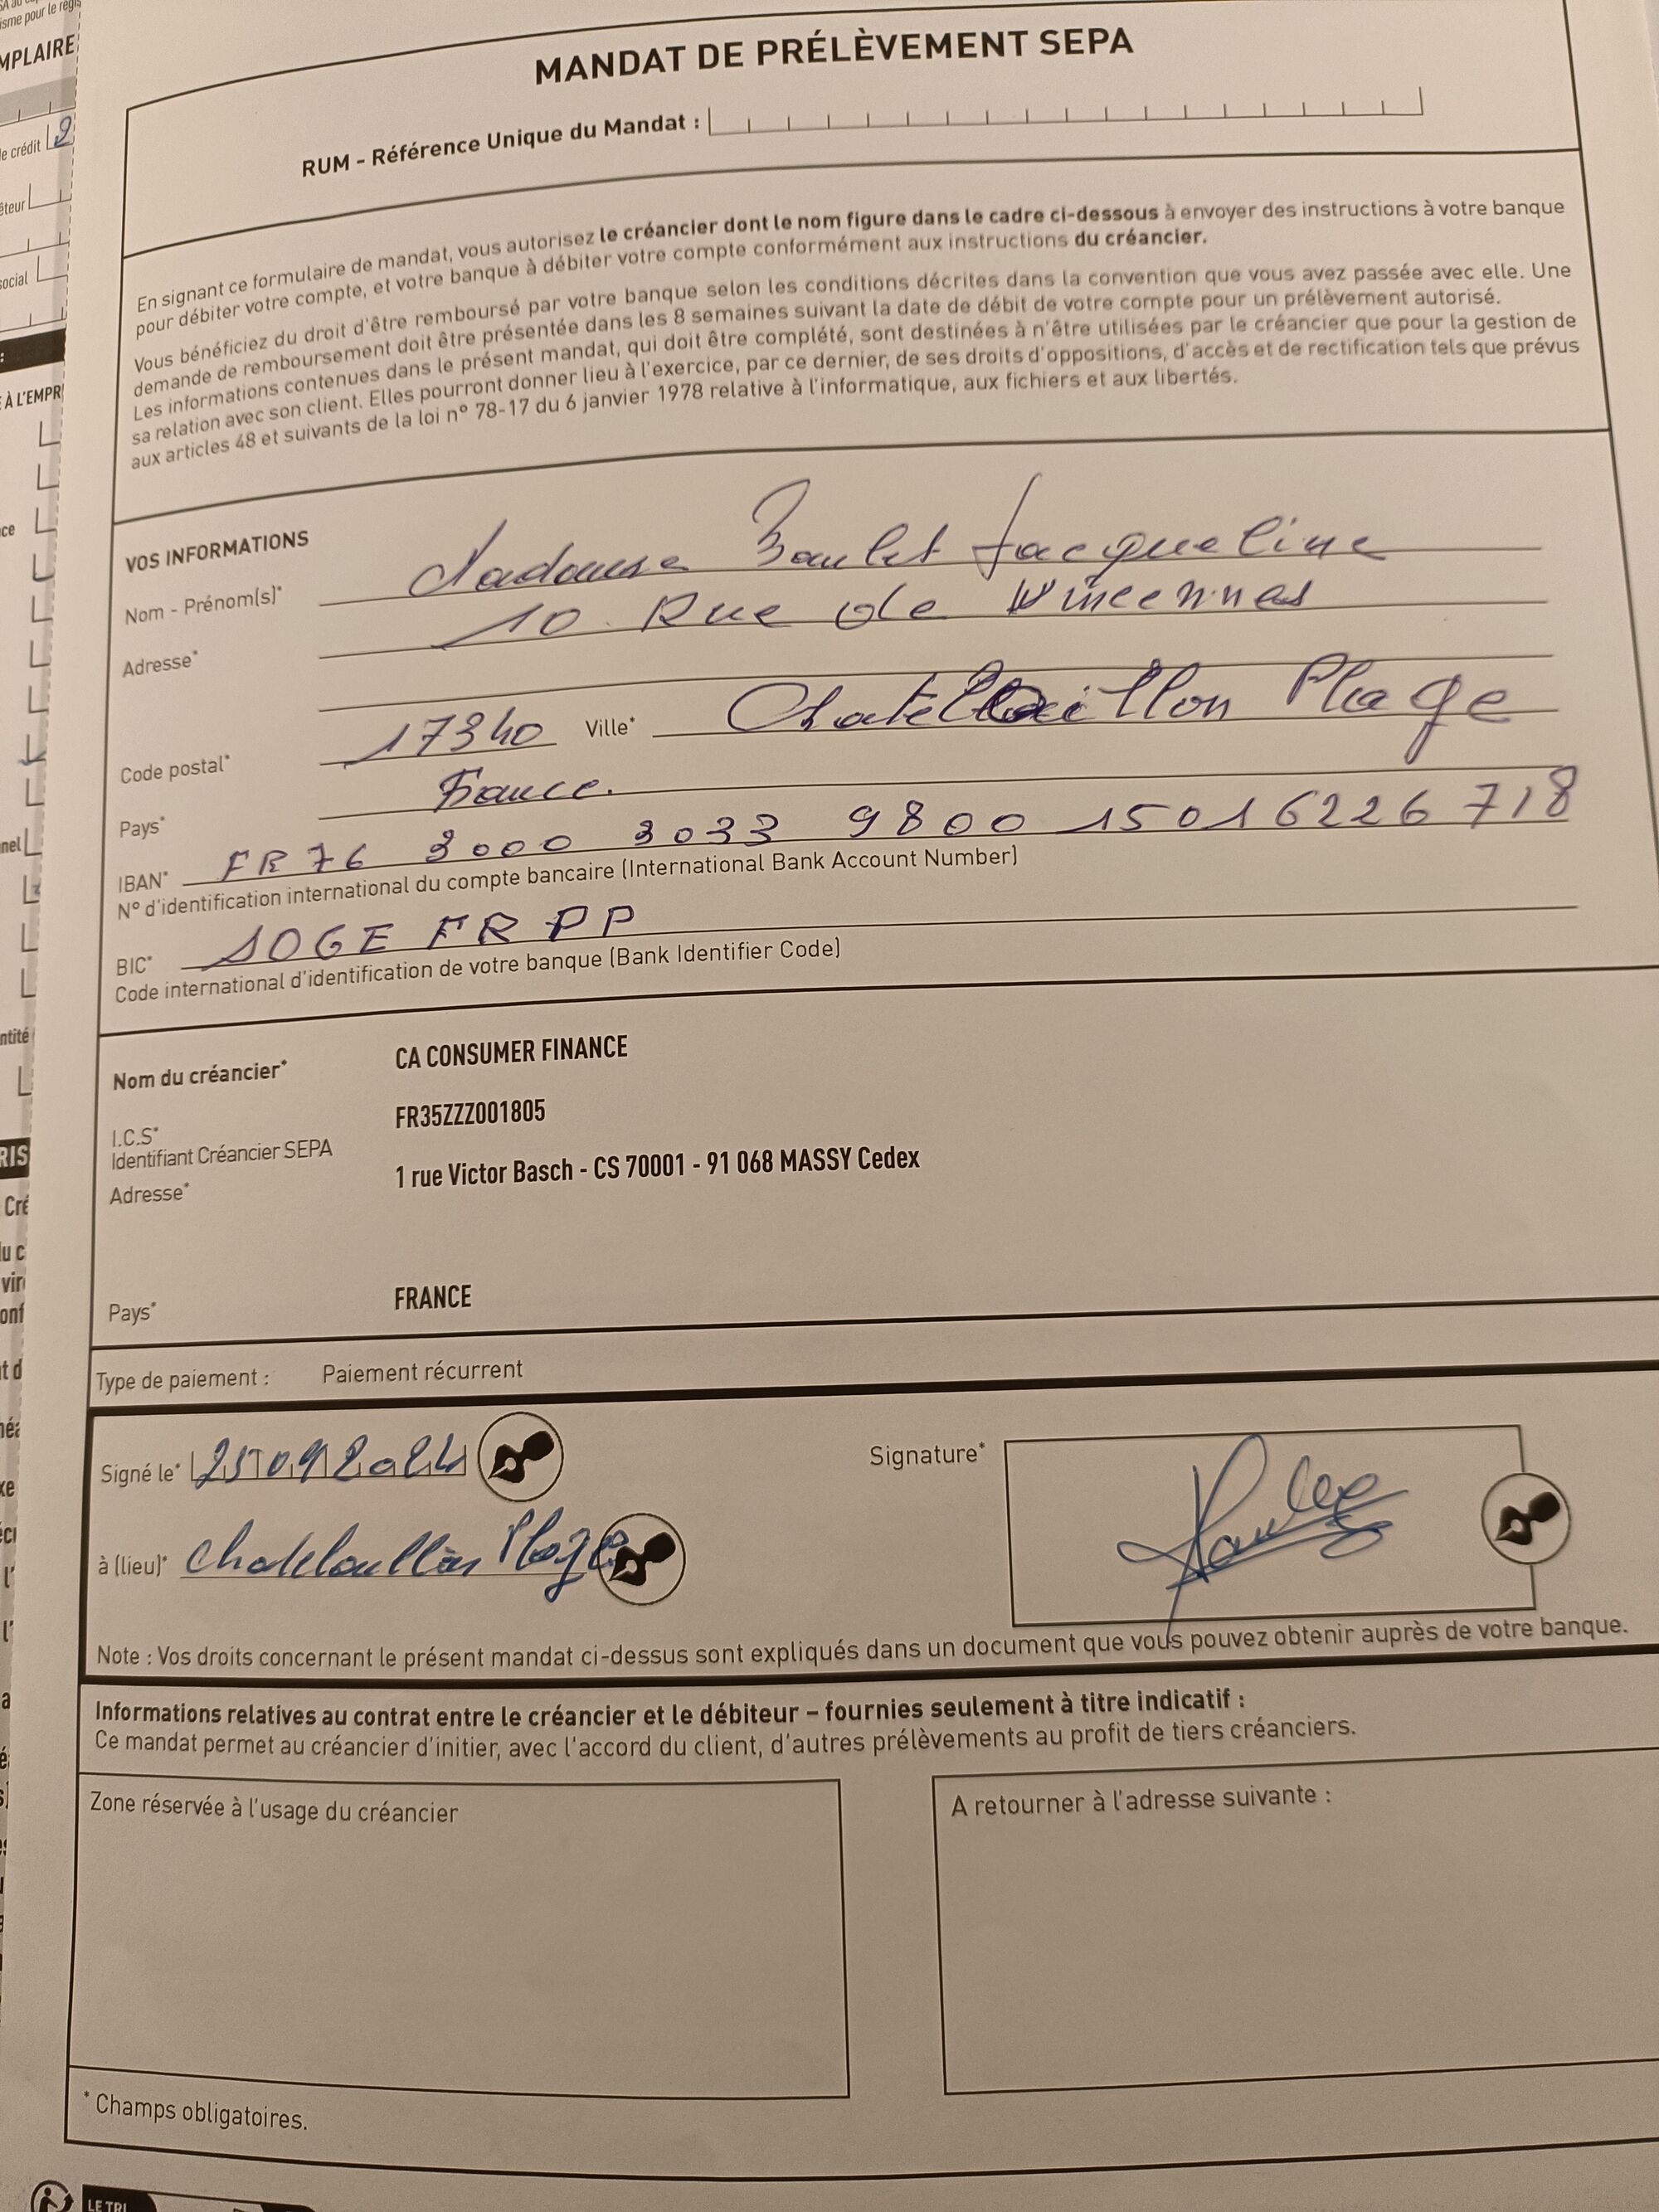 MANDAT DE PRÉLÈVEMENT SEPA
RUM - Référence Unique du Mandat :
En signant ce formulaire de mandat, vous autorisez le créancier dont le nom figure dans le cadre ci-dessous à envoyer des instructions à votre banque
pour débiter votre compte, et votre banque à débiter votre compte conformément aux instructions du créancier.
Vous bénéficiez du droit d'être remboursé par votre banque selon les conditions décrites dans la convention que vous avez passée avec elle. Une
demande de remboursement doit être présentée dans les 8 semaines suivant la date de débit de votre compte pour un prélèvement autorisé.
Les informations contenues dans le présent mandat, qui doit être complété, sont destinées à n'être utilisées par le créancier que pour la gestion de
sa relation avec son client. Elles pourront donner lieu à l'exercice, par ce dernier, de ses droits d'oppositions, d'accès et de rectification tels que prévus
aux articles 48 et suivants de la loi n° 78-17 du 6 janvier 1978 relative à l'informatique, aux fichiers et aux libertés.
VOS INFORMATIONS
Nom - Prénom(s)* Jacqueline
Adresse* 10 Rue de Vincennes
Code postal* 17340 Ville* Chatellaillon Plage
Pays* France.
IBAN* FR76 3000 3033 9800 15016226 718
N° d'identification international du compte bancaire (International Bank Account Number)
BIC* SOGE FR PP
Code international d'identification de votre banque (Bank Identifier Code)
Nom du créancier* CA CONSUMER FINANCE
I.C.S* FR35ZZZ001805
Identifiant Créancier SEPA
Adresse* 1 rue Victor Basch - CS 70001 - 91 068 MASSY Cedex
Pays* FRANCE
Type de paiement : Paiement récurrent
Signé le* 25092024 Signature*
à (lieu)* Plage
Note : Vos droits concernant le présent mandat ci-dessus sont expliqués dans un document que vous pouvez obtenir auprès de votre banque.
Informations relatives au contrat entre le créancier et le débiteur – fournies seulement à titre indicatif :
Ce mandat permet au créancier d'initier, avec l'accord du client, d'autres prélèvements au profit de tiers créanciers.
Zone réservée à l'usage du créancier
A retourner à l'adresse suivante :
* Champs obligatoires.
LE TRI